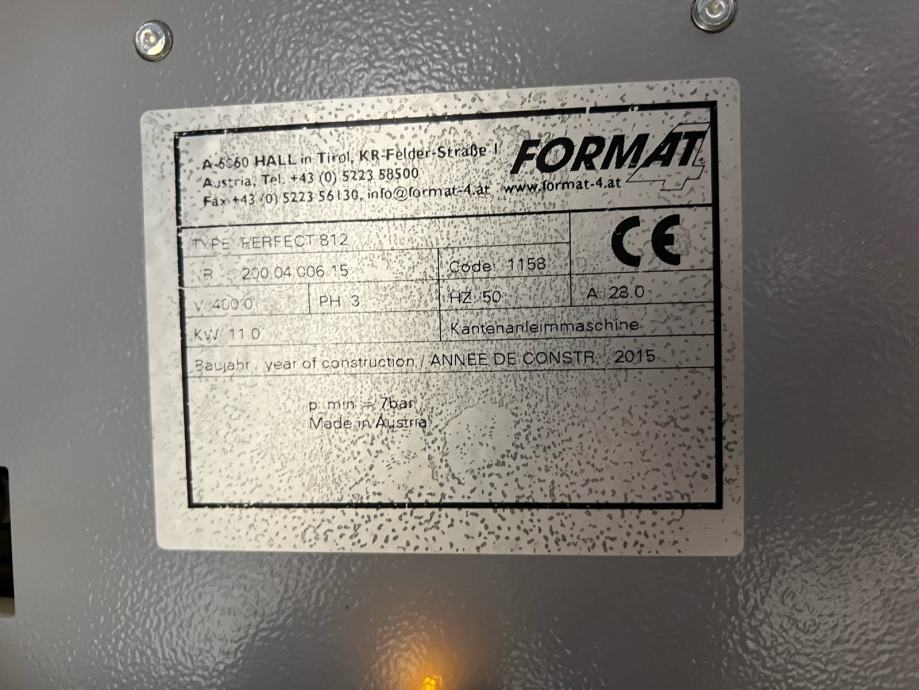 A-6060 HALL in Tirol, KR-Felder-Straße 1
Austria, Tel. +43 (0) 5223 58500
Fax +43 (0) 5223 56130, info@format-4.at www.format-4.at
FORMAT 4
TYPE: PERFECT 812
CE
NR.: 200.04.006.15 Code: 1158
V: 400.0 PH: 3 HZ: 50 A: 28.0
KW: 11.0 Kantenanleimmaschine
Baujahr / year of construction / ANNEE DE CONSTR.: 2015
p min = 7bar
Made in Austria